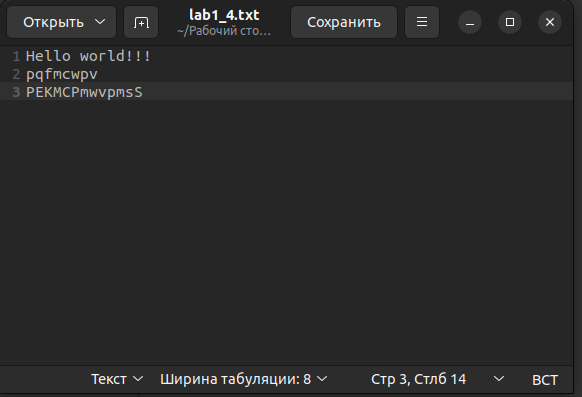 Открыть
lab1_4.txt
~/Рабочий сто…
Сохранить
1 Hello world!!!
2 pqfmcwpv
3 PEKMCPmwvpmsS
Текст
Ширина табуляции: 8
Стр 3, Стлб 14
ВСТ